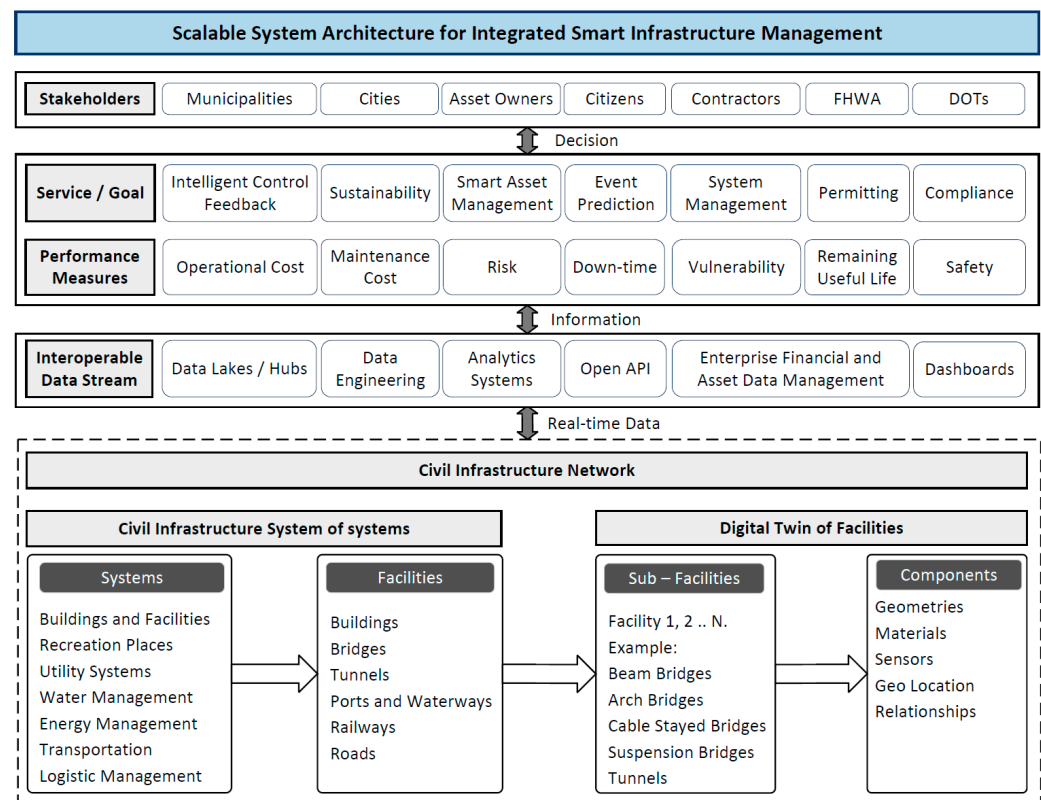 Scalable System Architecture for Integrated Smart Infrastructure Management
Stakeholders
Municipalities
Cities
Asset Owners
Citizens
Contractors
FHWA
DOTs
Decision
Service / Goal
Intelligent Control
Feedback
Sustainability
Smart Asset
Management
Event
Prediction
System
Management
Permitting
Compliance
Performance
Measures
Operational Cost
Maintenance
Cost
Risk
Down-time
Vulnerability
Remaining
Useful Life
Safety
Information
Interoperable
Data Stream
Data Lakes / Hubs
Data
Engineering
Analytics
Systems
Open API
Enterprise Financial and
Asset Data Management
Dashboards
Real-time Data
Civil Infrastructure Network
Civil Infrastructure System of systems
Systems
Buildings and Facilities
Recreation Places
Utility Systems
Water Management
Energy Management
Transportation
Logistic Management
Facilities
Buildings
Bridges
Tunnels
Ports and Waterways
Railways
Roads
Digital Twin of Facilities
Sub – Facilities
Facility 1, 2 .. N.
Example:
Beam Bridges
Arch Bridges
Cable Stayed Bridges
Suspension Bridges
Tunnels
Components
Geometries
Materials
Sensors
Geo Location
Relationships